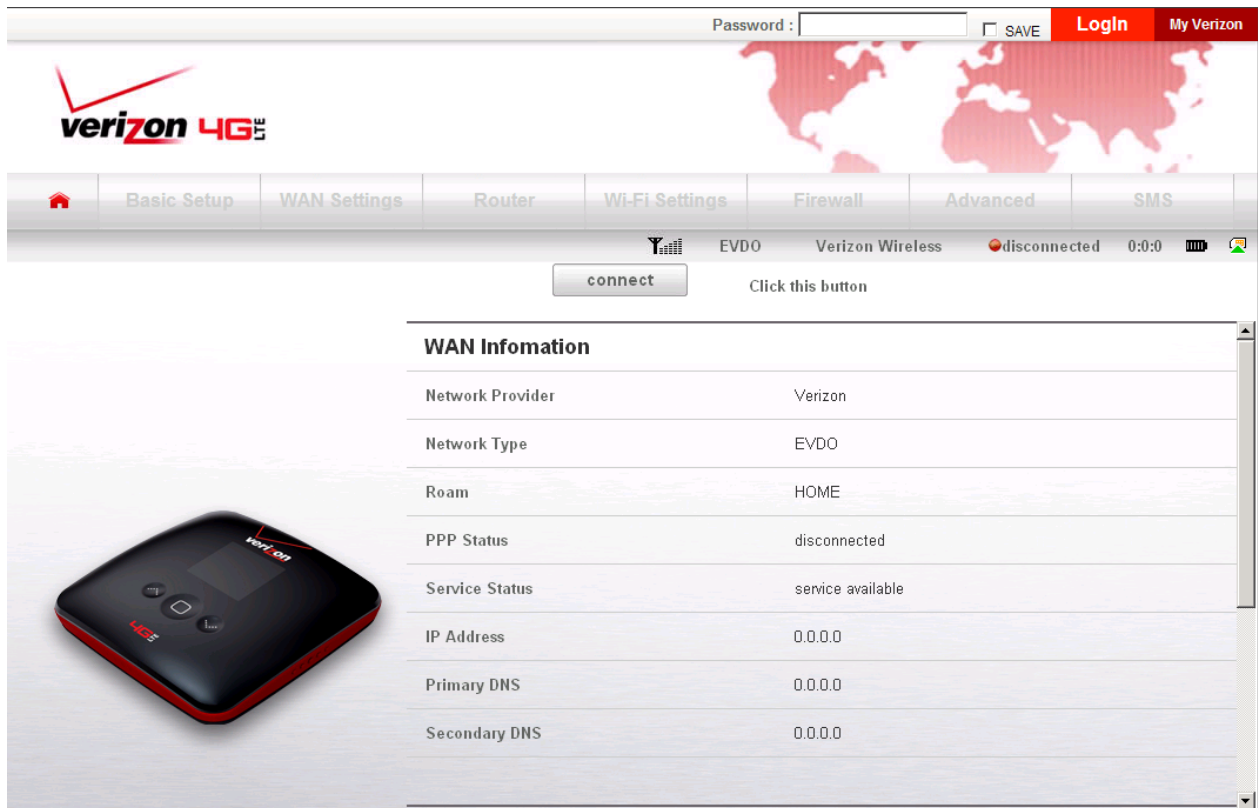 Password :
SAVE
LogIn
My Verizon
verizon 4G LTE
Basic Setup
WAN Settings
Router
Wi-Fi Settings
Firewall
Advanced
SMS
EVDO
Verizon Wireless
disconnected
0:0:0
connect
Click this button
WAN Infomation
Network Provider Verizon
Network Type EVDO
Roam HOME
PPP Status disconnected
Service Status service available
IP Address 0.0.0.0
Primary DNS 0.0.0.0
Secondary DNS 0.0.0.0
verizon
4G LTE